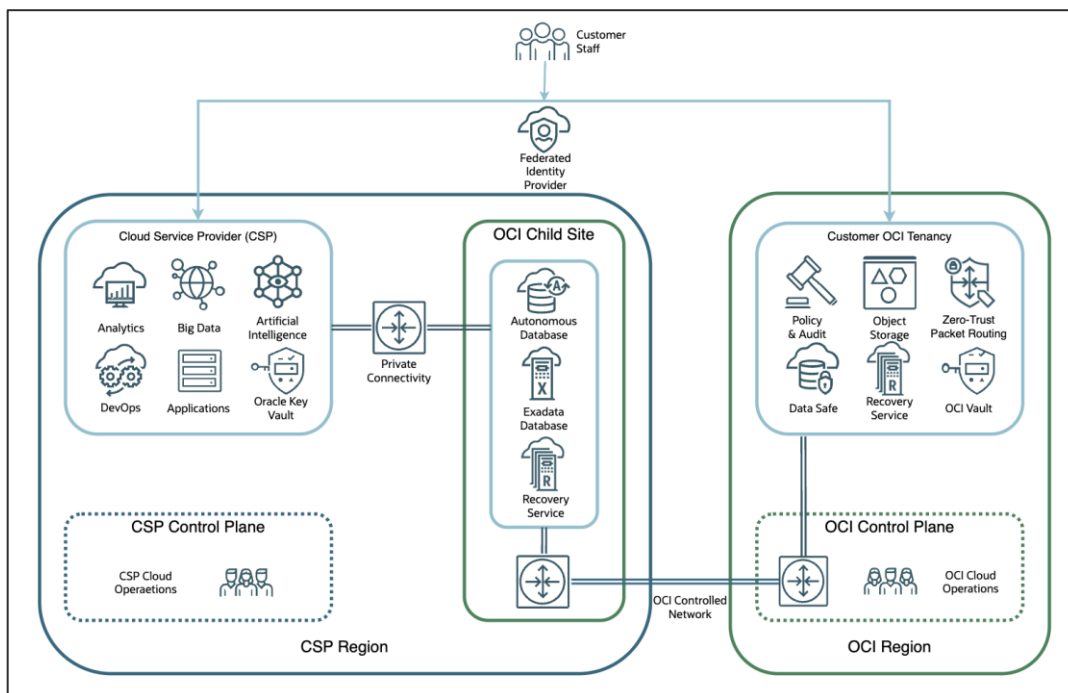 Customer
Staff
Federated
Identity
Provider
Cloud Service Provider (CSP)
Analytics
Big Data
Artificial
Intelligence
DevOps
Applications
Oracle Key
Vault
Private
Connectivity
OCI Child Site
A
Autonomous
Database
X
Exadata
Database
R
Recovery
Service
CSP Control Plane
CSP Cloud
Operaetions
CSP Region
OCI Controlled
Network
Customer OCI Tenancy
Policy
& Audit
Object
Storage
Zero-Trust
Packet Routing
Data Safe
R
Recovery
Service
OCI Vault
OCI Control Plane
OCI Cloud
Operations
OCI Region